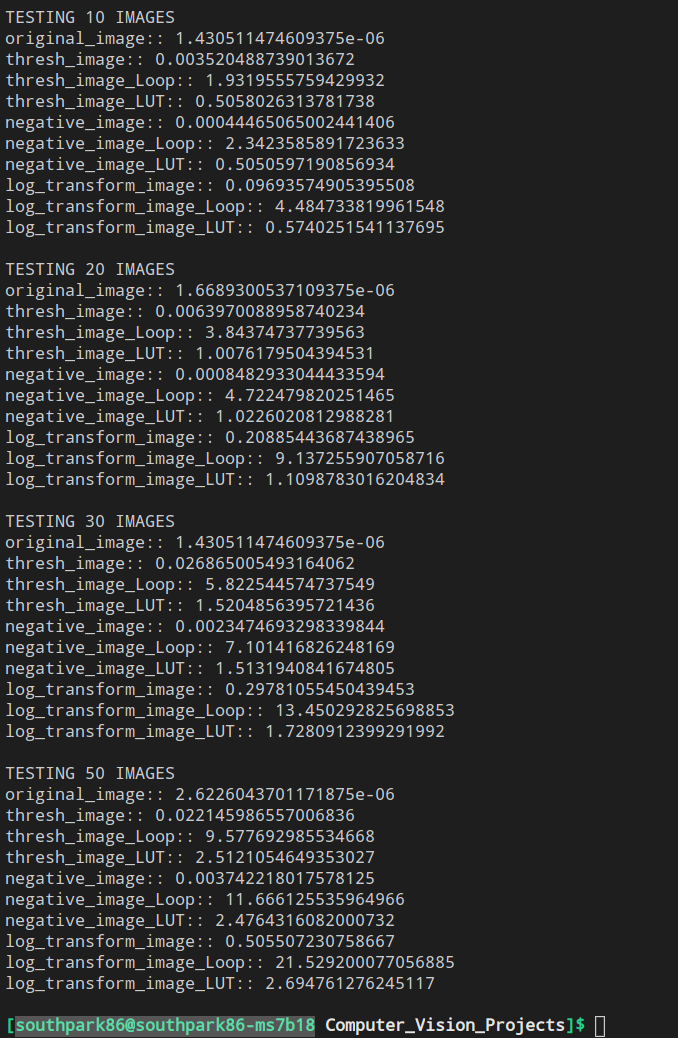 TESTING 10 IMAGES
original_image:: 1.430511474609375e-06
thresh_image:: 0.003520488739013672
thresh_image_Loop:: 1.9319555759429932
thresh_image_LUT:: 0.5058026313781738
negative_image:: 0.00044465065002441406
negative_image_Loop:: 2.3423585891723633
negative_image_LUT:: 0.5050597190856934
log_transform_image:: 0.09693574905395508
log_transform_image_Loop:: 4.484733819961548
log_transform_image_LUT:: 0.5740251541137695

TESTING 20 IMAGES
original_image:: 1.6689300537109375e-06
thresh_image:: 0.0063970088958740234
thresh_image_Loop:: 3.84374737739563
thresh_image_LUT:: 1.0076179504394531
negative_image:: 0.0008482933044433594
negative_image_Loop:: 4.722479820251465
negative_image_LUT:: 1.0226020812988281
log_transform_image:: 0.20885443687438965
log_transform_image_Loop:: 9.137255907058716
log_transform_image_LUT:: 1.1098783016204834

TESTING 30 IMAGES
original_image:: 1.430511474609375e-06
thresh_image:: 0.026865005493164062
thresh_image_Loop:: 5.822544574737549
thresh_image_LUT:: 1.5204856395721436
negative_image:: 0.0023474693298339844
negative_image_Loop:: 7.101416826248169
negative_image_LUT:: 1.5131940841674805
log_transform_image:: 0.29781055450439453
log_transform_image_Loop:: 13.450292825698853
log_transform_image_LUT:: 1.7280912399291992

TESTING 50 IMAGES
original_image:: 2.6226043701171875e-06
thresh_image:: 0.022145986557006836
thresh_image_Loop:: 9.577692985534668
thresh_image_LUT:: 2.5121054649353027
negative_image:: 0.003742218017578125
negative_image_Loop:: 11.666125535964966
negative_image_LUT:: 2.4764316082000732
log_transform_image:: 0.505507230758667
log_transform_image_Loop:: 21.529200077056885
log_transform_image_LUT:: 2.694761276245117

[southpark86@southpark86-ms7b18 Computer_Vision_Projects]$